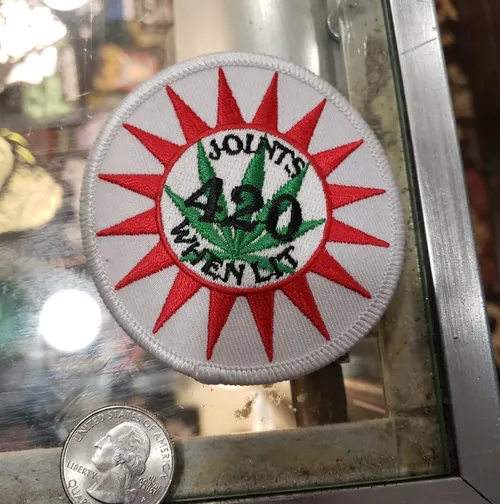 JOINTS
420
WHEN LIT
UNITED STATES OF AMERICA
LIBERTY